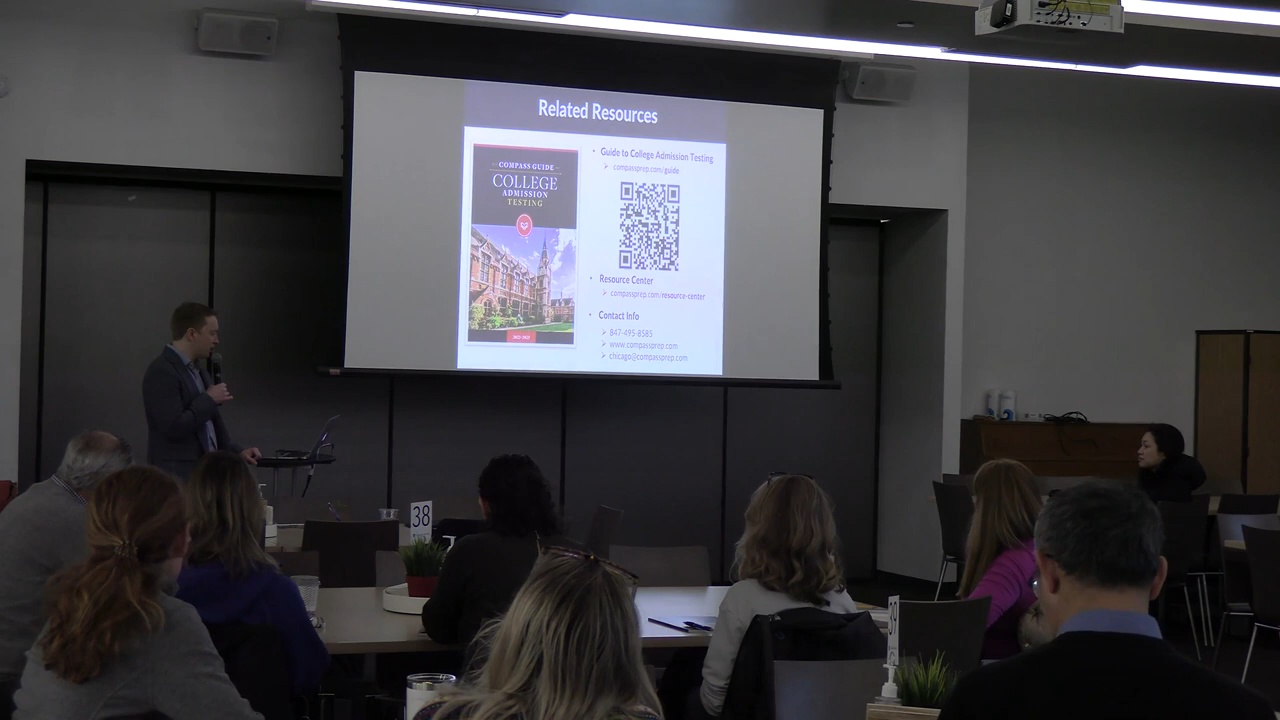 Related Resources
COMPASS GUIDE
COLLEGE
ADMISSION
TESTING
• Guide to College Admission Testing
➢ compassprep.com/guide
• Resource Center
➢ compassprep.com/resource-center
• Contact Info
➢ 847-495-8585
➢ www.compassprep.com
➢ chicago@compassprep.com
38
39